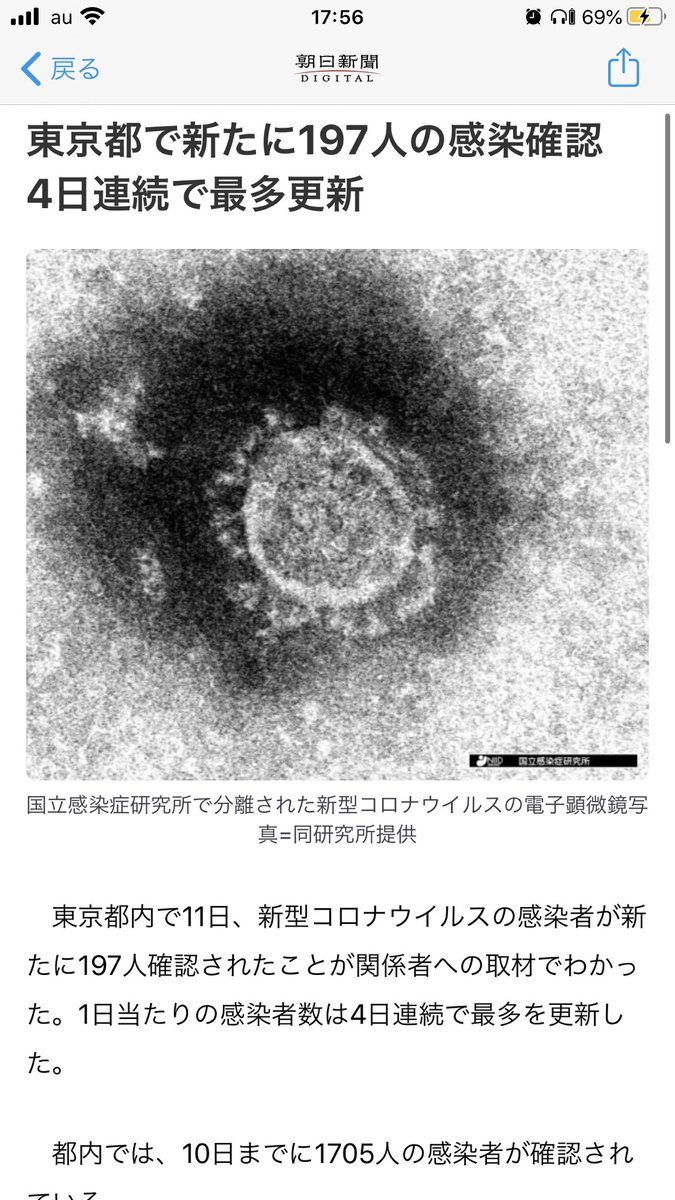 au 17:56 69%
戻る
朝日新聞
DIGITAL
東京都で新たに197人の感染確認
4日連続で最多更新
NIID 国立感染症研究所
国立感染症研究所で分離された新型コロナウイルスの電子顕微鏡写
真=同研究所提供
東京都内で11日、新型コロナウイルスの感染者が新
たに197人確認されたことが関係者への取材でわかっ
た。1日当たりの感染者数は4日連続で最多を更新し
た。
都内では、10日までに1705人の感染者が確認され
ている